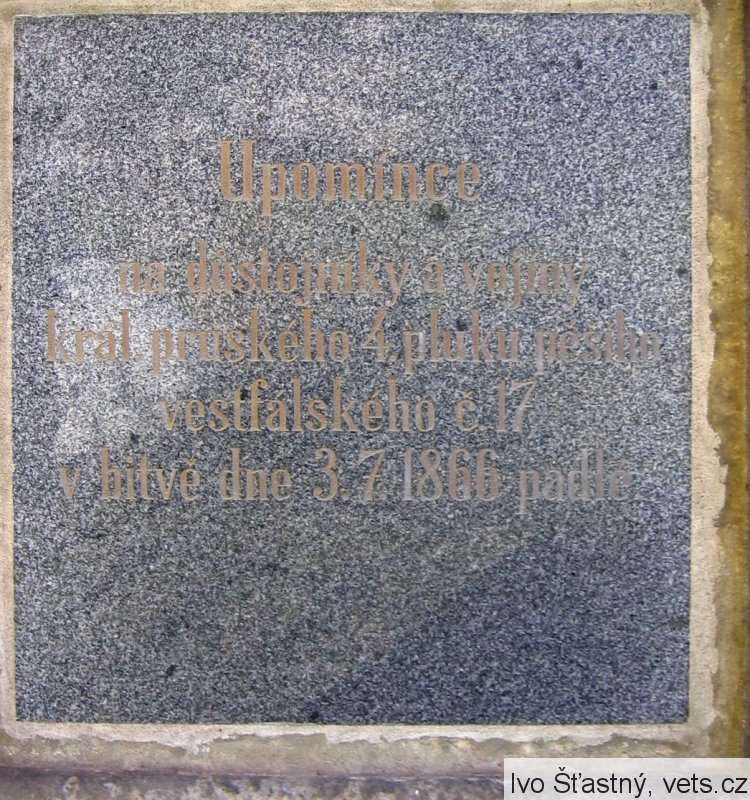 Upomínce
na důstojníky a vojíny
kral. pruského 4. pluku pěšího
vestfálského č. 17
v bitvě dne 3. 7. 1866 padlé.
Ivo Šťastný, vets.cz